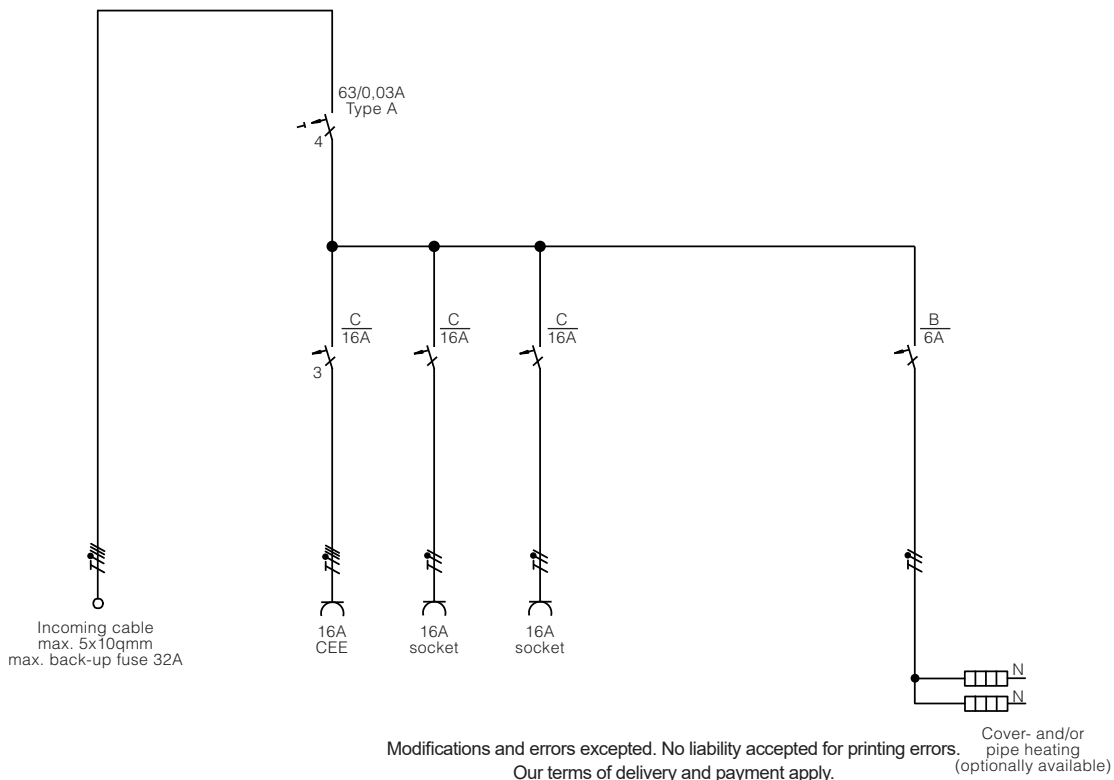 63/0,03A
Type A
4
C
16A
C
16A
C
16A
B
6A
3
Incoming cable
max. 5x10qmm
max. back-up fuse 32A
16A
CEE
16A
socket
16A
socket
N
N
Cover- and/or
pipe heating
(optionally available)
Modifications and errors excepted. No liability accepted for printing errors.
Our terms of delivery and payment apply.